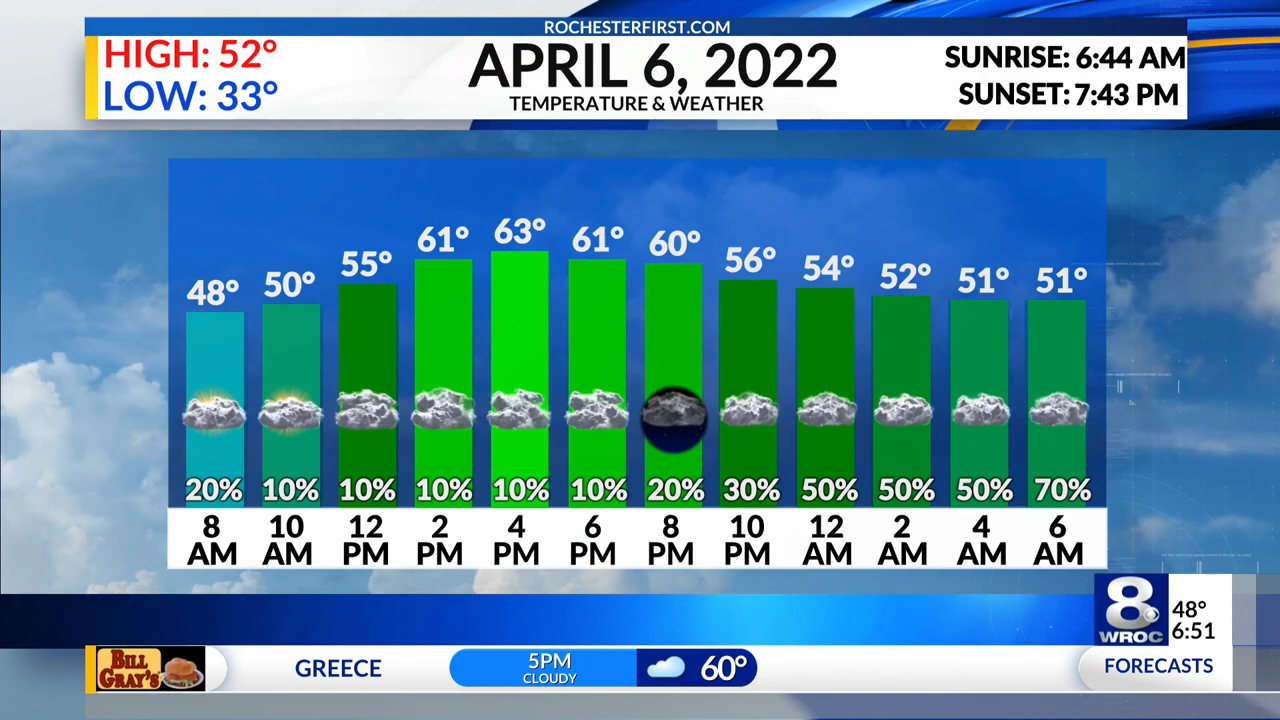 ROCHESTERFIRST.COM
HIGH: 52°
LOW: 33°
APRIL 6, 2022
TEMPERATURE & WEATHER
SUNRISE: 6:44 AM
SUNSET: 7:43 PM
48° 50° 55° 61° 63° 61° 60° 56° 54° 52° 51° 51°
20% 10% 10% 10% 10% 10% 20% 30% 50% 50% 50% 70%
8 10 12 2 4 6 8 10 12 2 4 6
AM AM PM PM PM PM PM PM AM AM AM AM
8
WROC
48°
6:51
BILL
GRAY'S
GREECE
5PM
CLOUDY
60°
FORECASTS